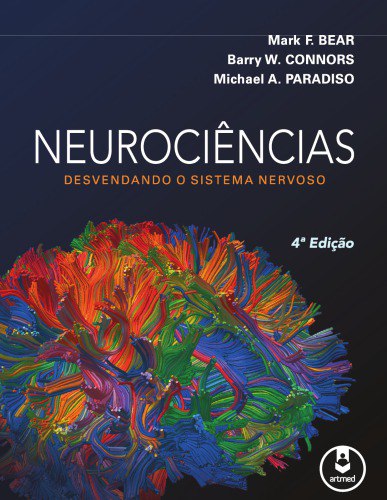 Mark F. BEAR
Barry W. CONNORS
Michael A. PARADISO
NEUROCIÊNCIAS
DESVENDANDO O SISTEMA NERVOSO
4ª Edição
artmed